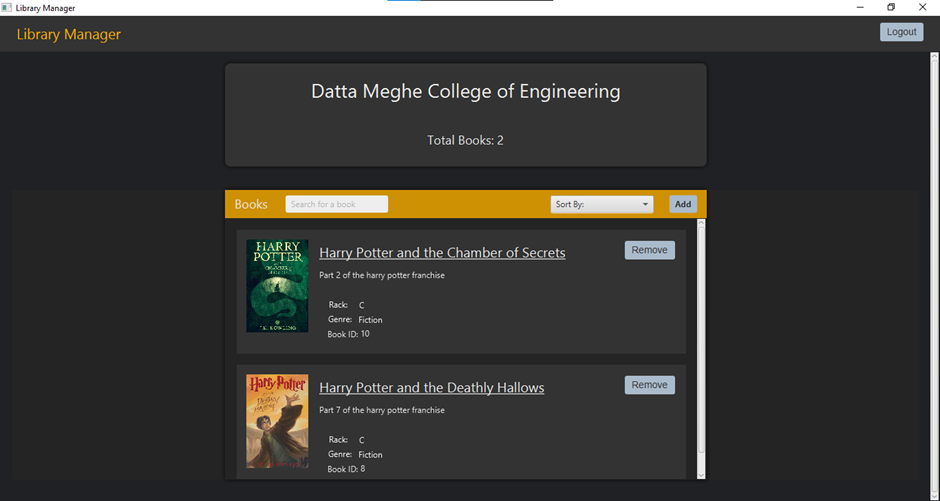 Library Manager
Library Manager
Logout
Datta Meghe College of Engineering
Total Books: 2
Books
Search for a book
Sort By:
Add
HARRY
POTTER
J.K. ROWLING
Harry Potter and the Chamber of Secrets
Remove
Part 2 of the harry potter franchise
Rack: C
Genre: Fiction
Book ID: 10
Harry Potter
Harry Potter and the Deathly Hallows
Remove
Part 7 of the harry potter franchise
Rack: C
Genre: Fiction
Book ID: 8